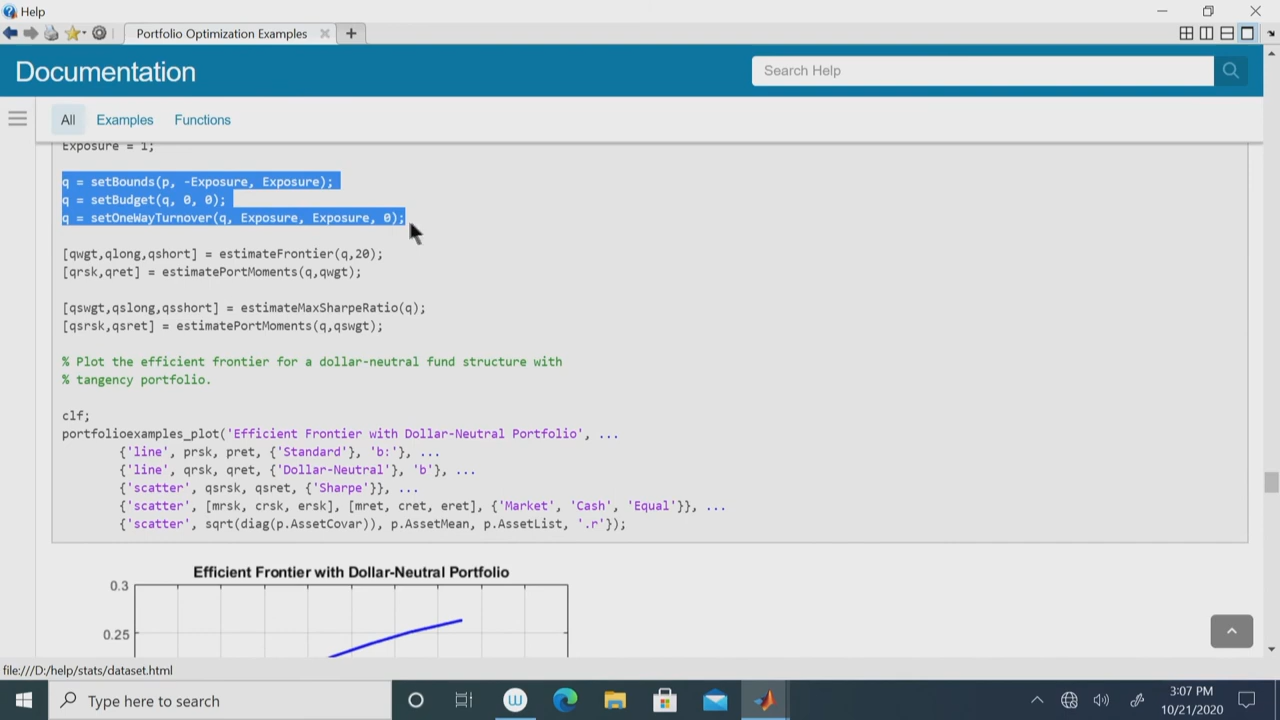 Help
Portfolio Optimization Examples
Documentation
Search Help
All Examples Functions
Exposure = 1;
q = setBounds(p, -Exposure, Exposure);
q = setBudget(q, 0, 0);
q = setOneWayTurnover(q, Exposure, Exposure, 0);
[qwgt,qlong,qshort] = estimateFrontier(q,20);
[qrsk,qret] = estimatePortMoments(q,qwgt);
[qswgt,qslong,qsshort] = estimateMaxSharpeRatio(q);
[qsrsk,qsret] = estimatePortMoments(q,qswgt);
% Plot the efficient frontier for a dollar-neutral fund structure with
% tangency portfolio.
clf;
portfolioexamples_plot('Efficient Frontier with Dollar-Neutral Portfolio', ...
{'line', prsk, pret, {'Standard'}, 'b:'}, ...
{'line', qrsk, qret, {'Dollar-Neutral'}, 'b'}, ...
{'scatter', qsrsk, qsret, {'Sharpe'}}, ...
{'scatter', [mrsk, crsk, ersk], [mret, cret, eret], {'Market', 'Cash', 'Equal'}}, ...
{'scatter', sqrt(diag(p.AssetCovar)), p.AssetMean, p.AssetList, '.r'});
Efficient Frontier with Dollar-Neutral Portfolio
0.3
0.25
file:///D:/help/stats/dataset.html
Type here to search
3:07 PM
10/21/2020